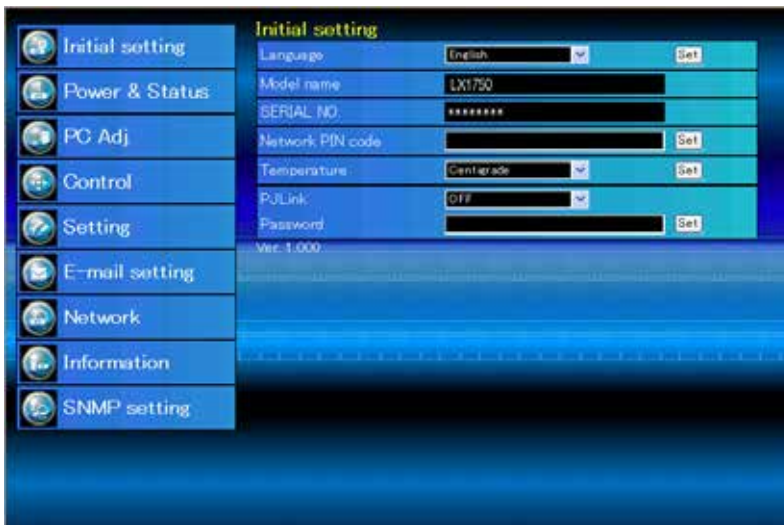 Initial setting
Power & Status
PC Adj.
Control
Setting
E-mail setting
Network
Information
SNMP setting
Initial setting
Language English Set
Model name LX1750
SERIAL NO. ********
Network PIN code Set
Temperature Centigrade Set
PJLink OFF
Password Set
Ver. 1.000